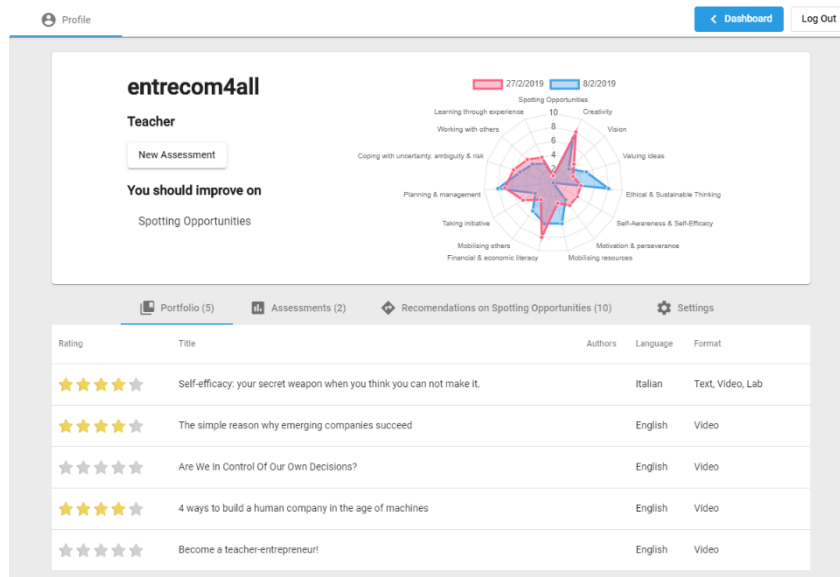 Profile
Dashboard
Log Out
entrecom4all
Teacher
New Assessment
You should improve on
Spotting Opportunities
27/2/2019 8/2/2019
Spotting Opportunities
Learning through experience 10 Creativity
Working with others 8 Vision
6
Coping with uncertainty, ambiguity & risk 4 Valuing ideas
Planning & management Ethical & Sustainable Thinking
Taking initiative Self-Awareness & Self-Efficacy
Mobilising others Motivation & perseverance
Financial & economic literacy Mobilising resources
Portfolio (5) Assessments (2) Recomendations on Spotting Opportunities (10) Settings
Rating Title Authors Language Format
Self-efficacy: your secret weapon when you think you can not make it. Italian Text, Video, Lab
The simple reason why emerging companies succeed English Video
Are We In Control Of Our Own Decisions? English Video
4 ways to build a human company in the age of machines English Video
Become a teacher-entrepreneur! English Video